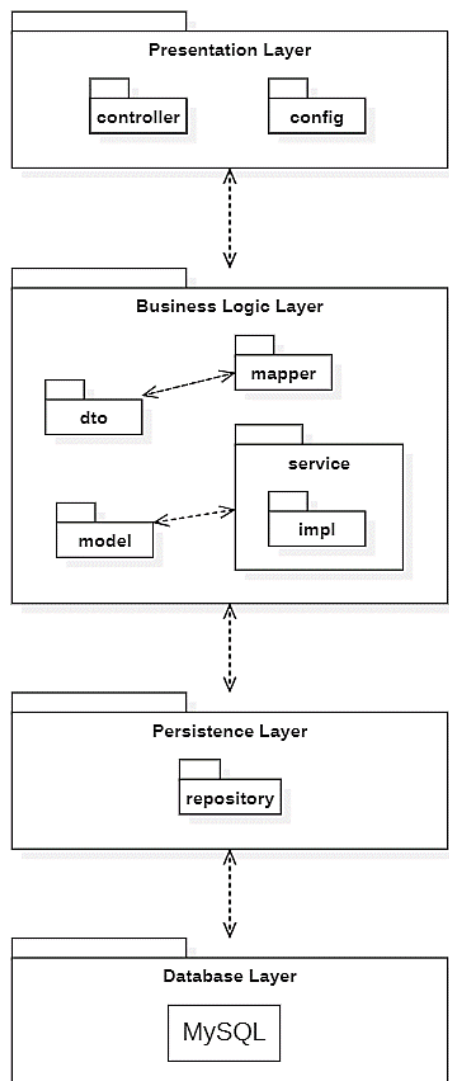 Presentation Layer
controller
config
Business Logic Layer
mapper
dto
service
model
impl
Persistence Layer
repository
Database Layer
MySQL